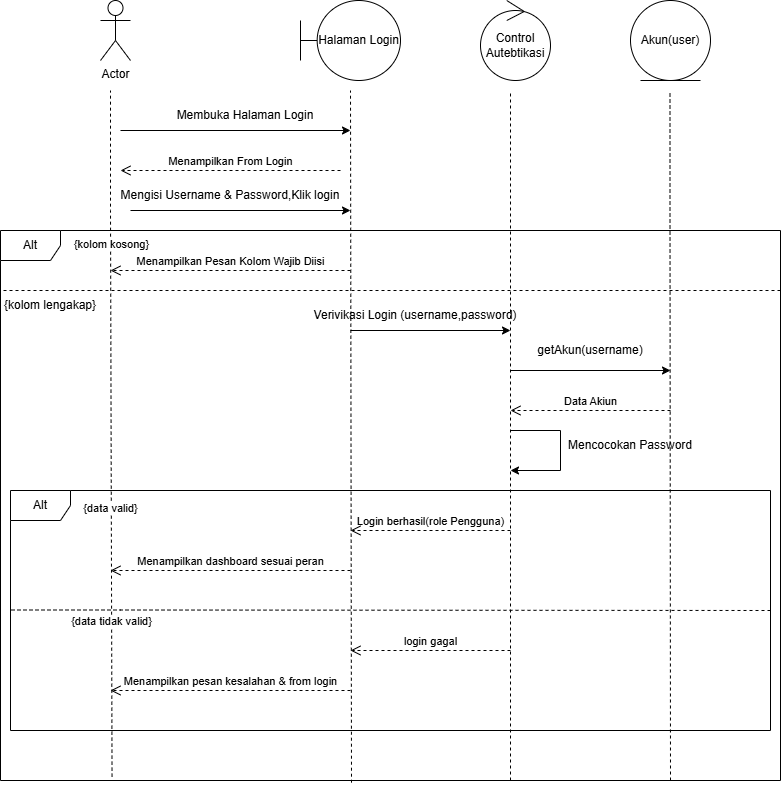 Halaman Login
Control
Autebtikasi
Akun(user)
Actor
Membuka Halaman Login
Menampilkan From Login
Mengisi Username & Password,Klik login
Alt
{kolom kosong}
Menampilkan Pesan Kolom Wajib Diisi
{kolom lengakap}
Verivikasi Login (username,password)
getAkun(username)
Data Akiun
Mencocokan Password
Alt
{data valid}
Login berhasil(role Pengguna)
Menampilkan dashboard sesuai peran
{data tidak valid}
login gagal
Menampilkan pesan kesalahan & from login